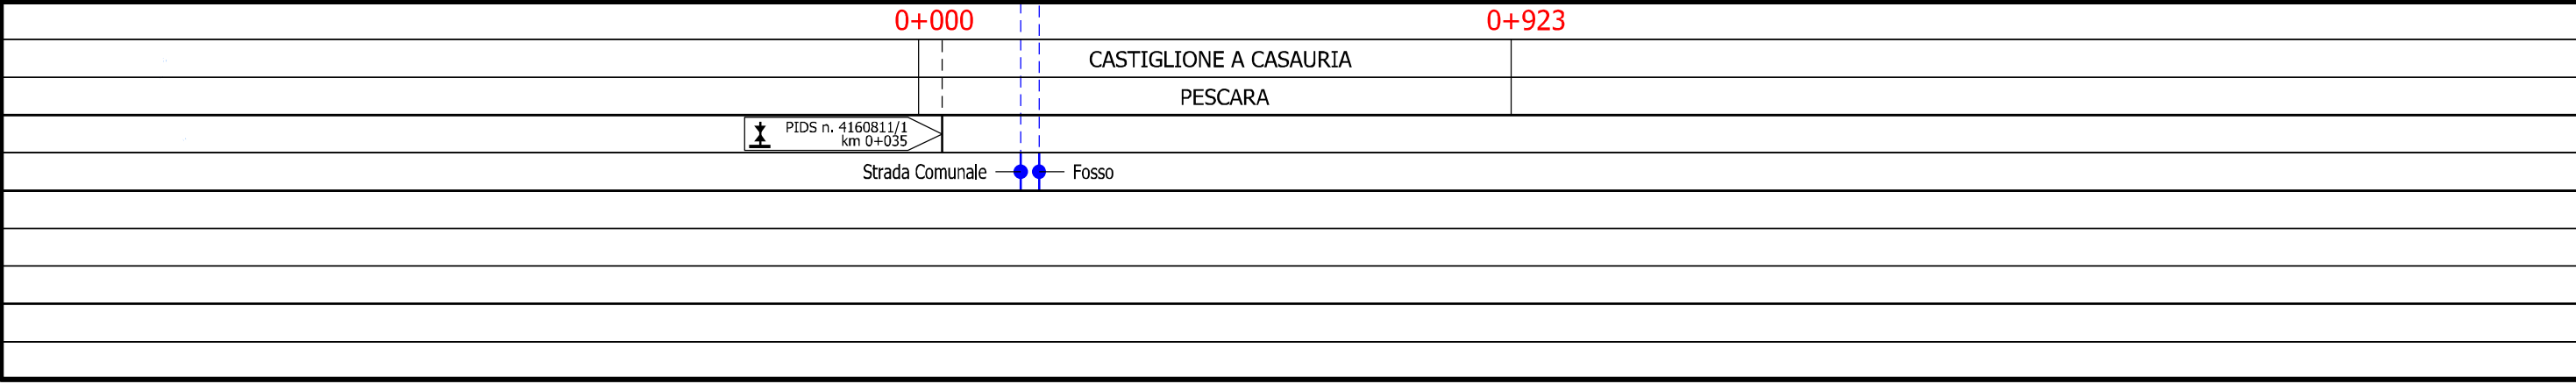 0+000 0+923
CASTIGLIONE A CASAURIA
PESCARA
PIDS n. 4160811/1
km 0+035
Strada Comunale Fosso